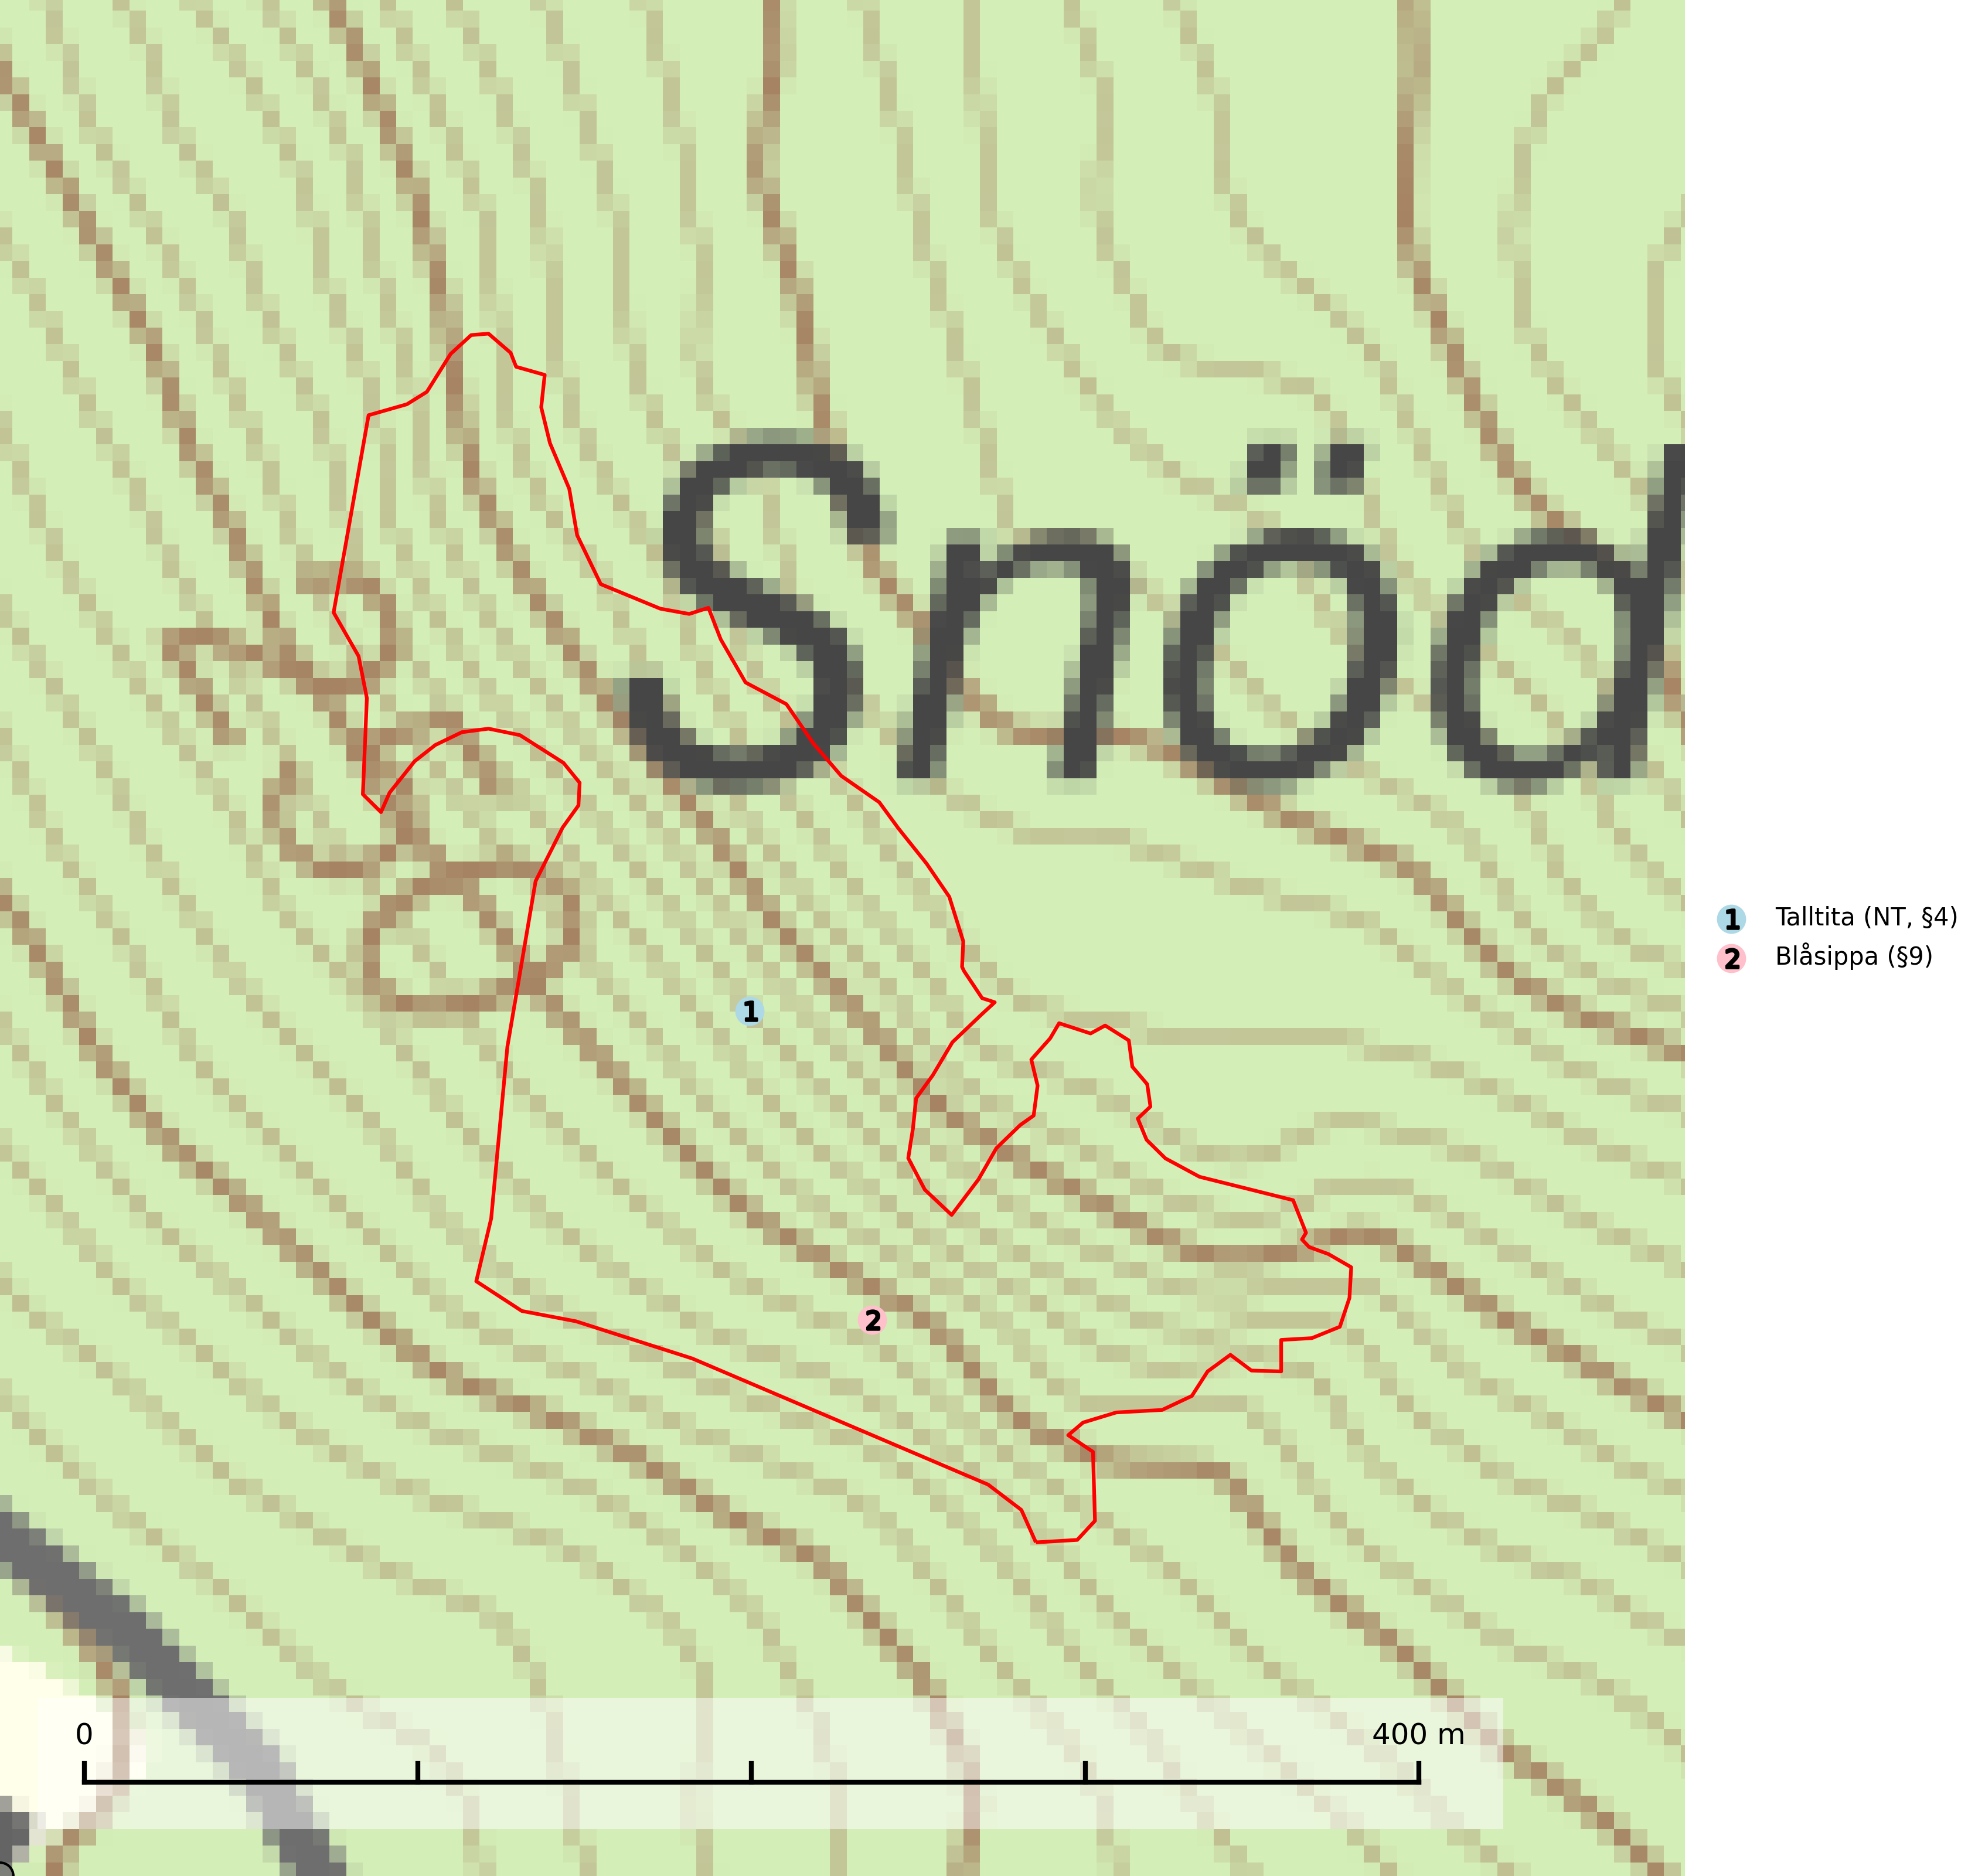 Snöd
1
2
1 Talltita (NT, §4)
2 Blåsippa (§9)
0 400 m